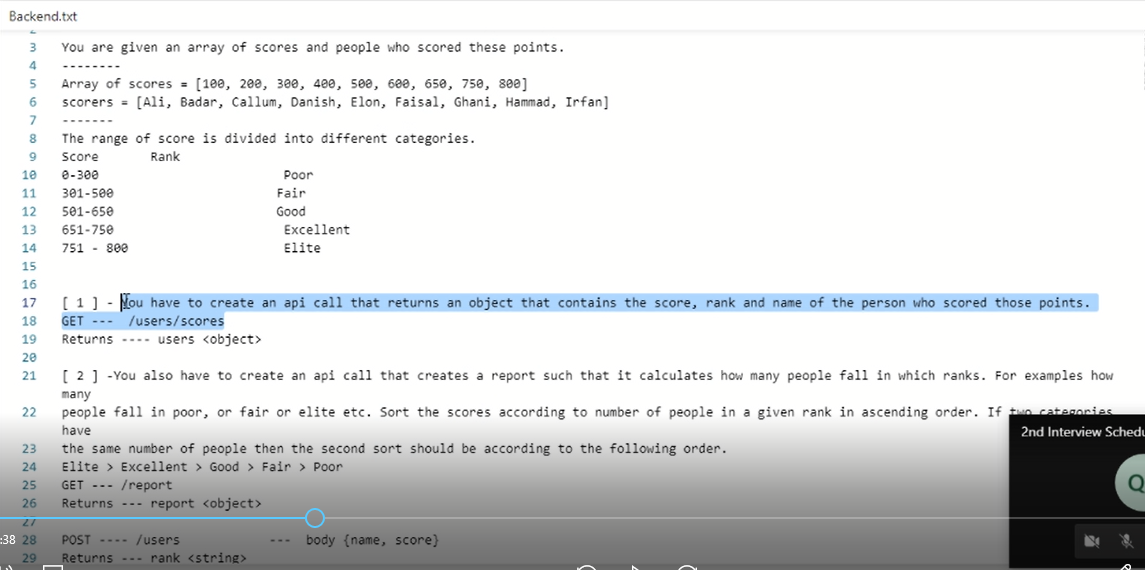 Backend.txt
3 You are given an array of scores and people who scored these points.
4 --------
5 Array of scores = [100, 200, 300, 400, 500, 600, 650, 750, 800]
6 scorers = [Ali, Badar, Callum, Danish, Elon, Faisal, Ghani, Hammad, Irfan]
7 -------
8 The range of score is divided into different categories.
9 Score Rank
10 0-300 Poor
11 301-500 Fair
12 501-650 Good
13 651-750 Excellent
14 751 - 800 Elite
15
16
17 [ 1 ] - You have to create an api call that returns an object that contains the score, rank and name of the person who scored those points.
18 GET --- /users/scores
19 Returns ---- users <object>
20
21 [ 2 ] -You also have to create an api call that creates a report such that it calculates how many people fall in which ranks. For examples how
many
22 people fall in poor, or fair or elite etc. Sort the scores according to number of people in a given rank in ascending order. If two categories
have
23 the same number of people then the second sort should be according to the following order.
24 Elite > Excellent > Good > Fair > Poor
25 GET --- /report
26 Returns --- report <object>
27
28 POST ---- /users --- body {name, score}
29 Returns --- rank <string>
2nd Interview Schedu
Q
:38